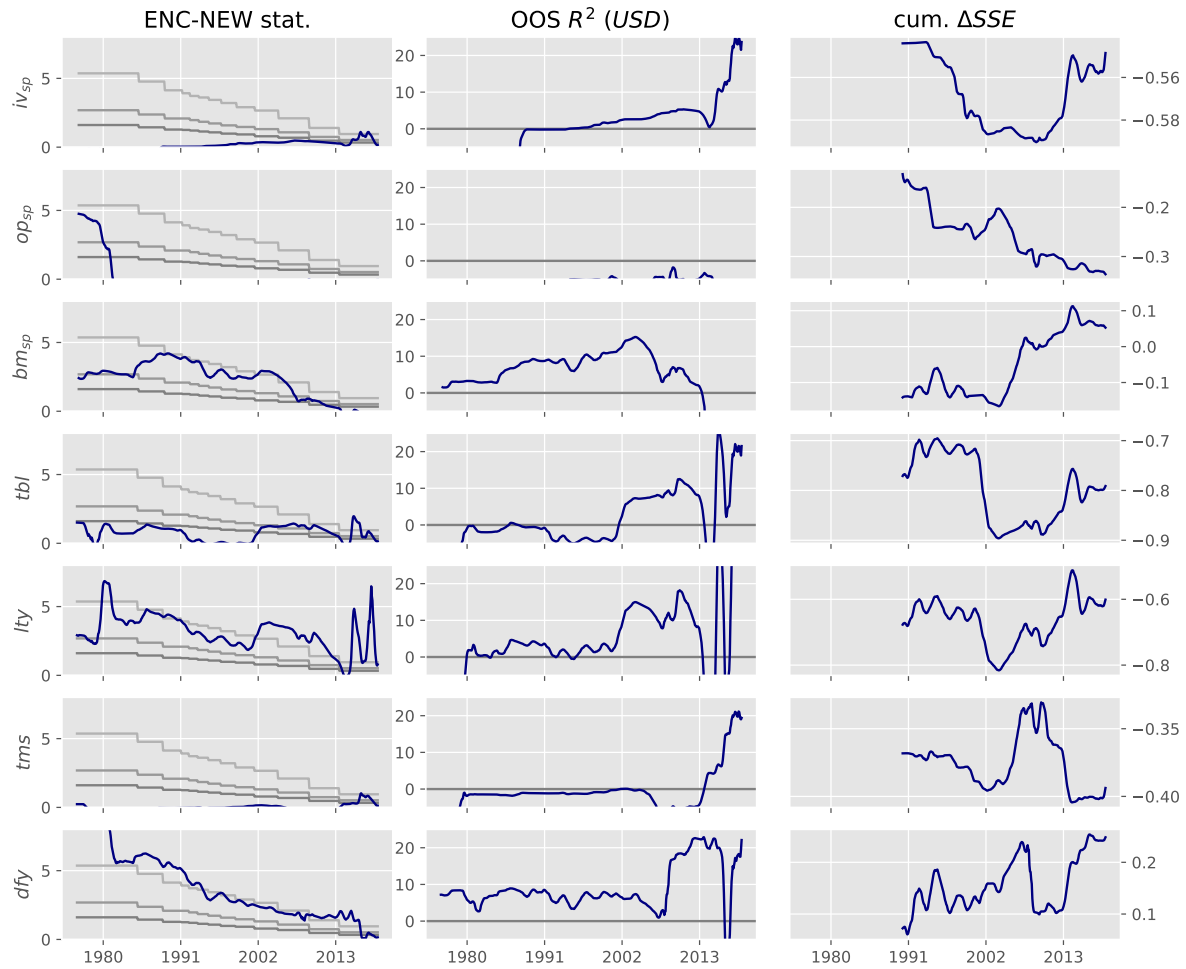 ENC-NEW stat. OOS R² (USD) cum. ΔSSE
iv_sp 5 0 20 10 0 −0.56 −0.58
op_sp 5 0 20 10 0 −0.2 −0.3
bm_sp 5 0 20 10 0 0.1 0.0 −0.1
tbl 5 0 20 10 0 −0.7 −0.8 −0.9
lty 5 0 20 10 0 −0.6 −0.8
tms 5 0 20 10 0 −0.35 −0.40
dfy 5 0 20 10 0 0.2 0.1
1980 1991 2002 2013 1980 1991 2002 2013 1980 1991 2002 2013